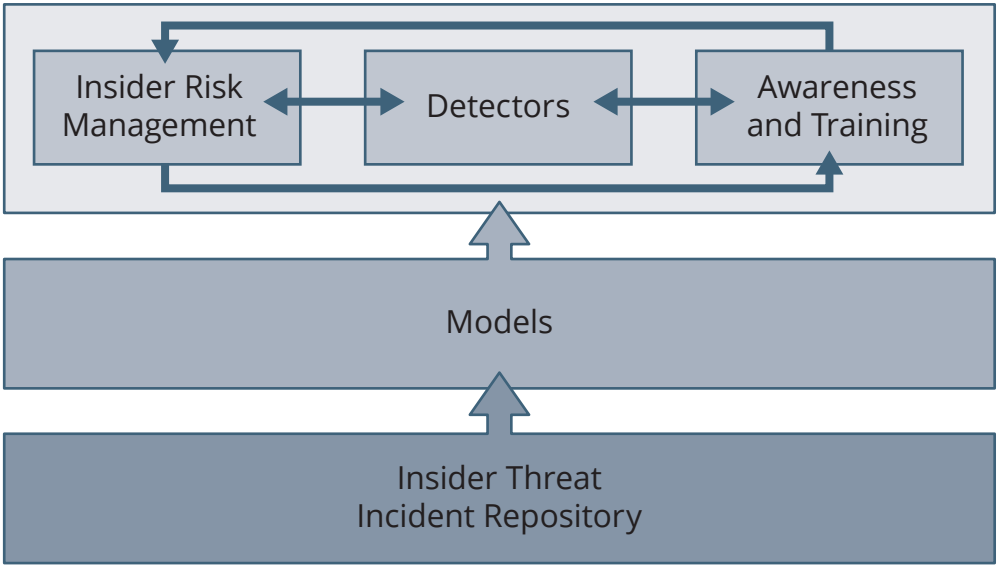 Insider Risk
Management
Detectors
Awareness
and Training
Models
Insider Threat
Incident Repository